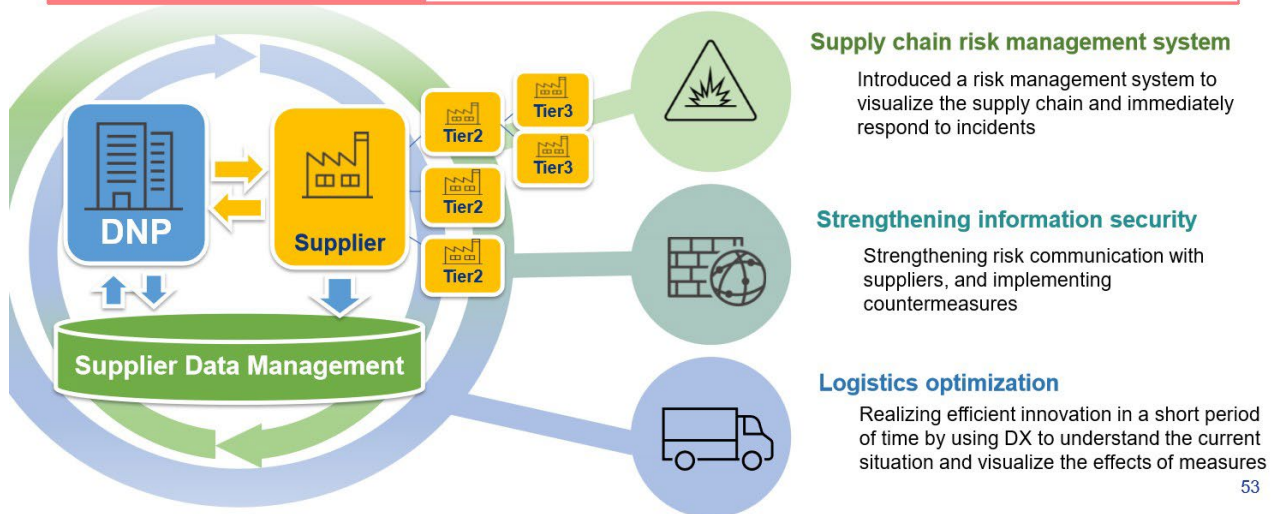 DNP
Supplier
Tier2
Tier3
Tier3
Tier2
Tier2
Supplier Data Management
Supply chain risk management system
Introduced a risk management system to
visualize the supply chain and immediately
respond to incidents
Strengthening information security
Strengthening risk communication with
suppliers, and implementing
countermeasures
Logistics optimization
Realizing efficient innovation in a short period
of time by using DX to understand the current
situation and visualize the effects of measures
53